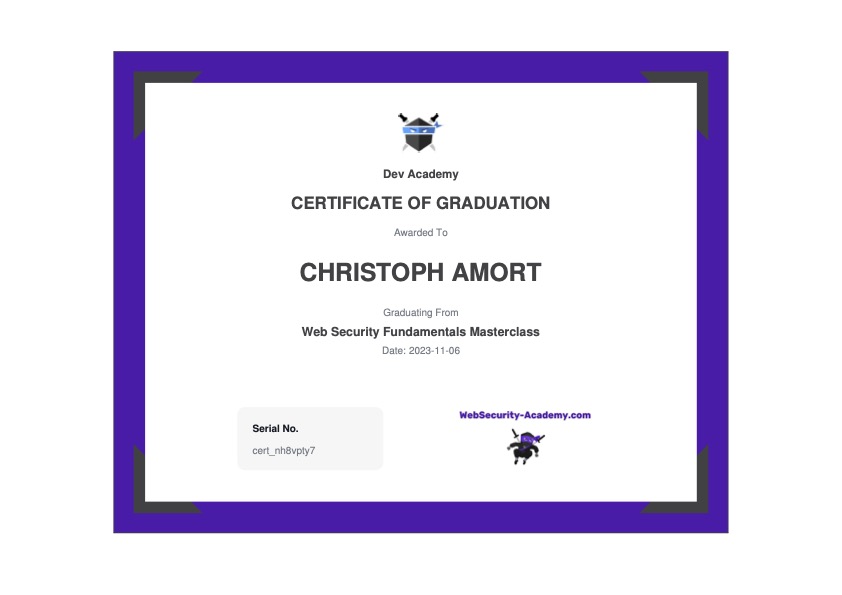 Dev Academy
CERTIFICATE OF GRADUATION
Awarded To
CHRISTOPH AMORT
Graduating From
Web Security Fundamentals Masterclass
Date: 2023-11-06
Serial No.
cert_nh8vpty7
WebSecurity-Academy.com